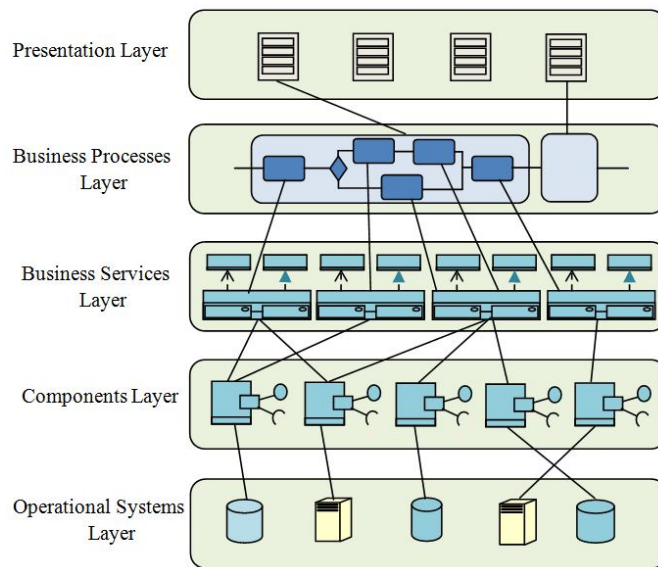 Presentation Layer
Business Processes
Layer
Business Services
Layer
Components Layer
Operational Systems
Layer